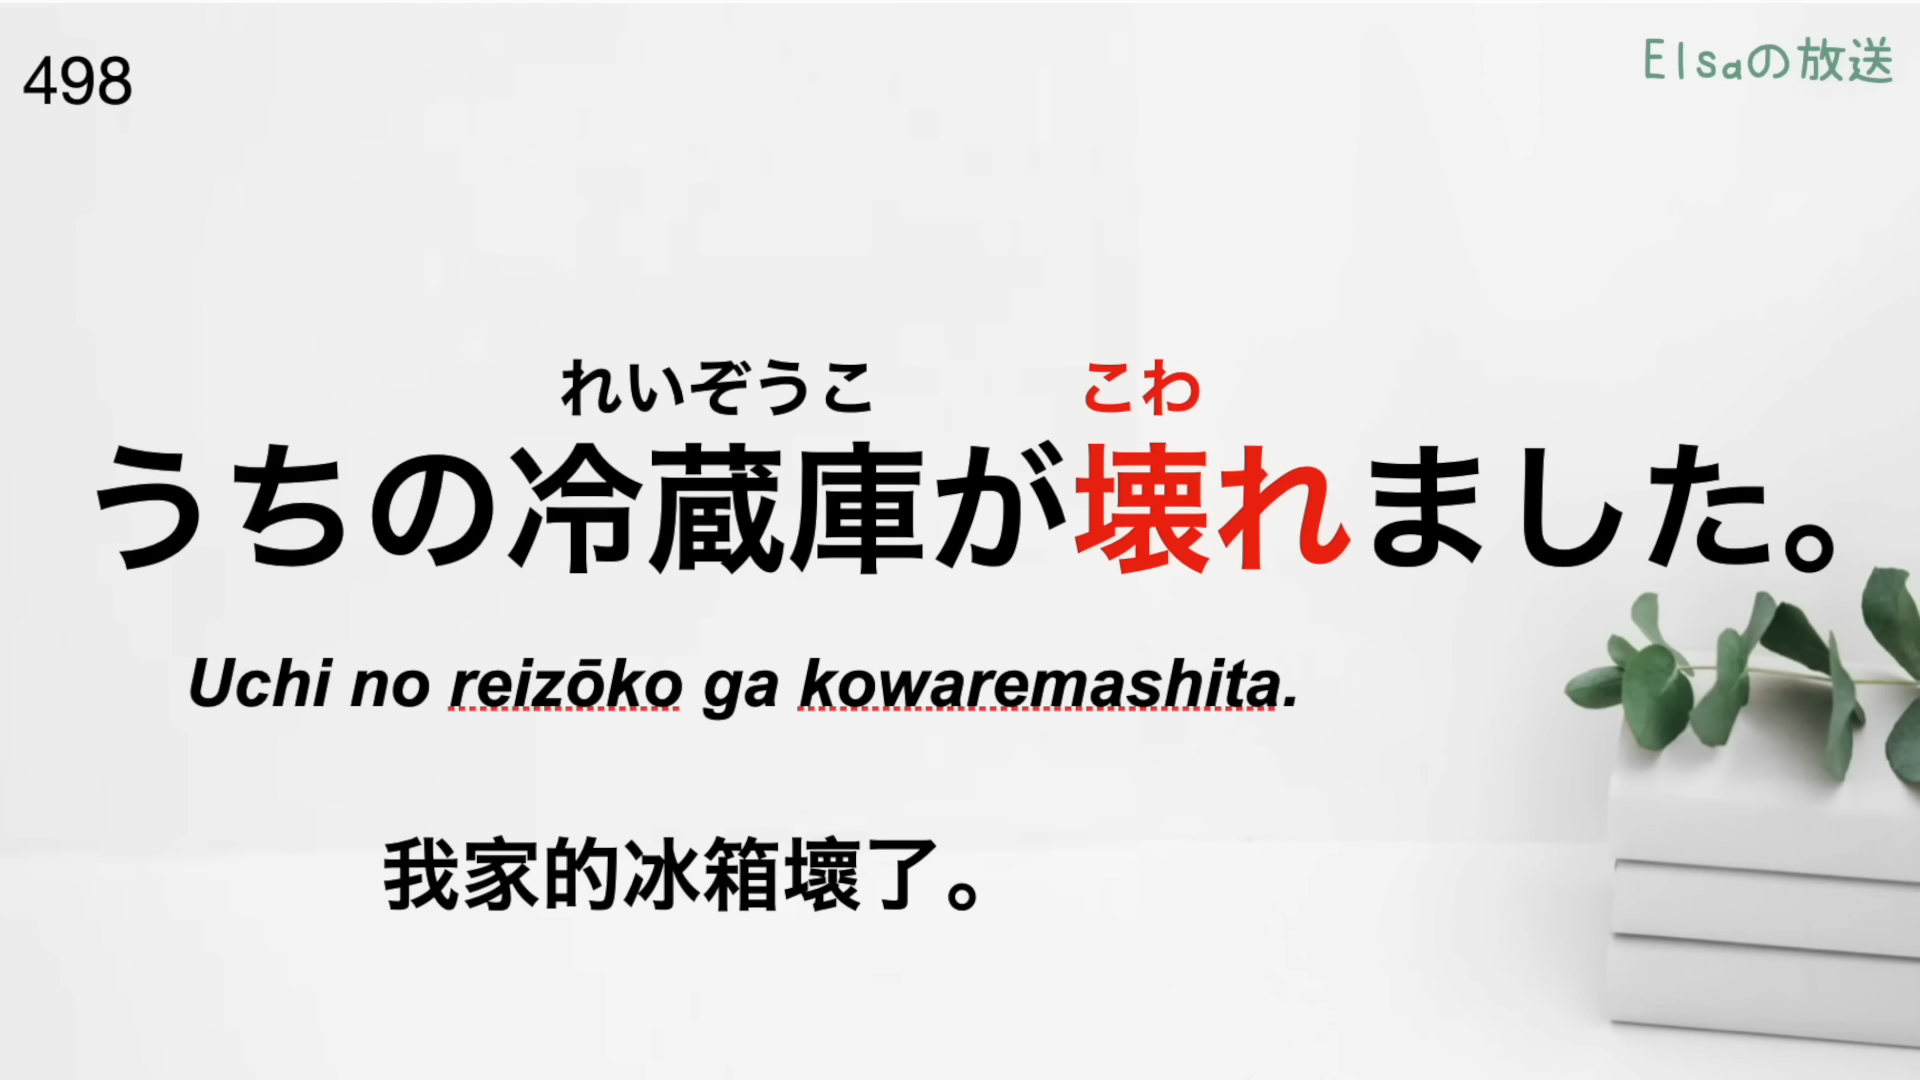 498
Elsaの放送
れいぞうこ こわ
うちの冷蔵庫が壊れました。
Uchi no reizōko ga kowaremashita.
我家的冰箱壞了。